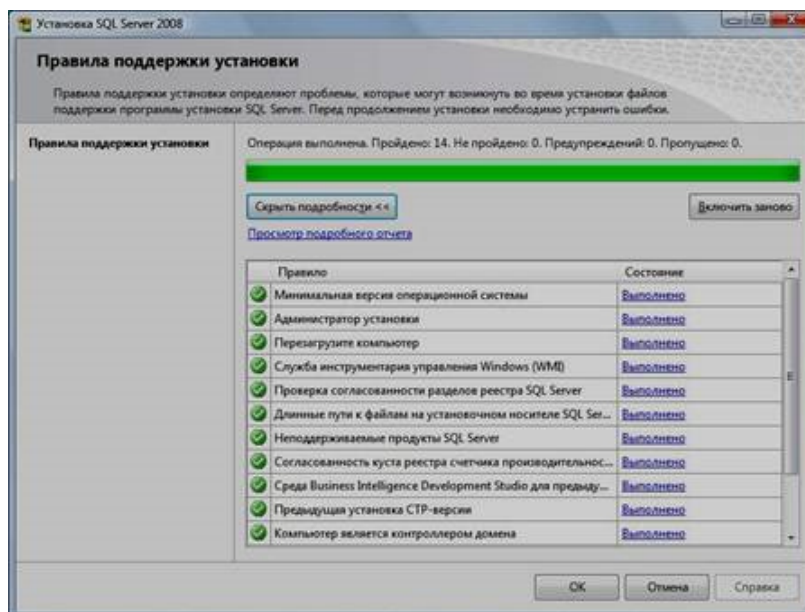 Установка SQL Server 2008
Правила поддержки установки
Правила поддержки установки определяют проблемы, которые могут возникнуть во время установки файлов
поддержки программы установки SQL Server. Перед продолжением установки необходимо устранить ошибки.
Правила поддержки установки
Операция выполнена. Пройдено: 14. Не пройдено: 0. Предупреждений: 0. Пропущено: 0.
Скрыть подробности <<
Включить заново
Просмотр подробного отчета
Правило Состояние
Минимальная версия операционной системы Выполнено
Администратор установки Выполнено
Перезагрузите компьютер Выполнено
Служба инструментария управления Windows (WMI) Выполнено
Проверка согласованности разделов реестра SQL Server Выполнено
Длинные пути к файлам на установочном носителе SQL Ser... Выполнено
Неподдерживаемые продукты SQL Server Выполнено
Согласованность куста реестра счетчика производительнос... Выполнено
Среда Business Intelligence Development Studio для предыду... Выполнено
Предыдущая установка CTP-версии Выполнено
Компьютер является контроллером домена Выполнено
OK Отмена Справка